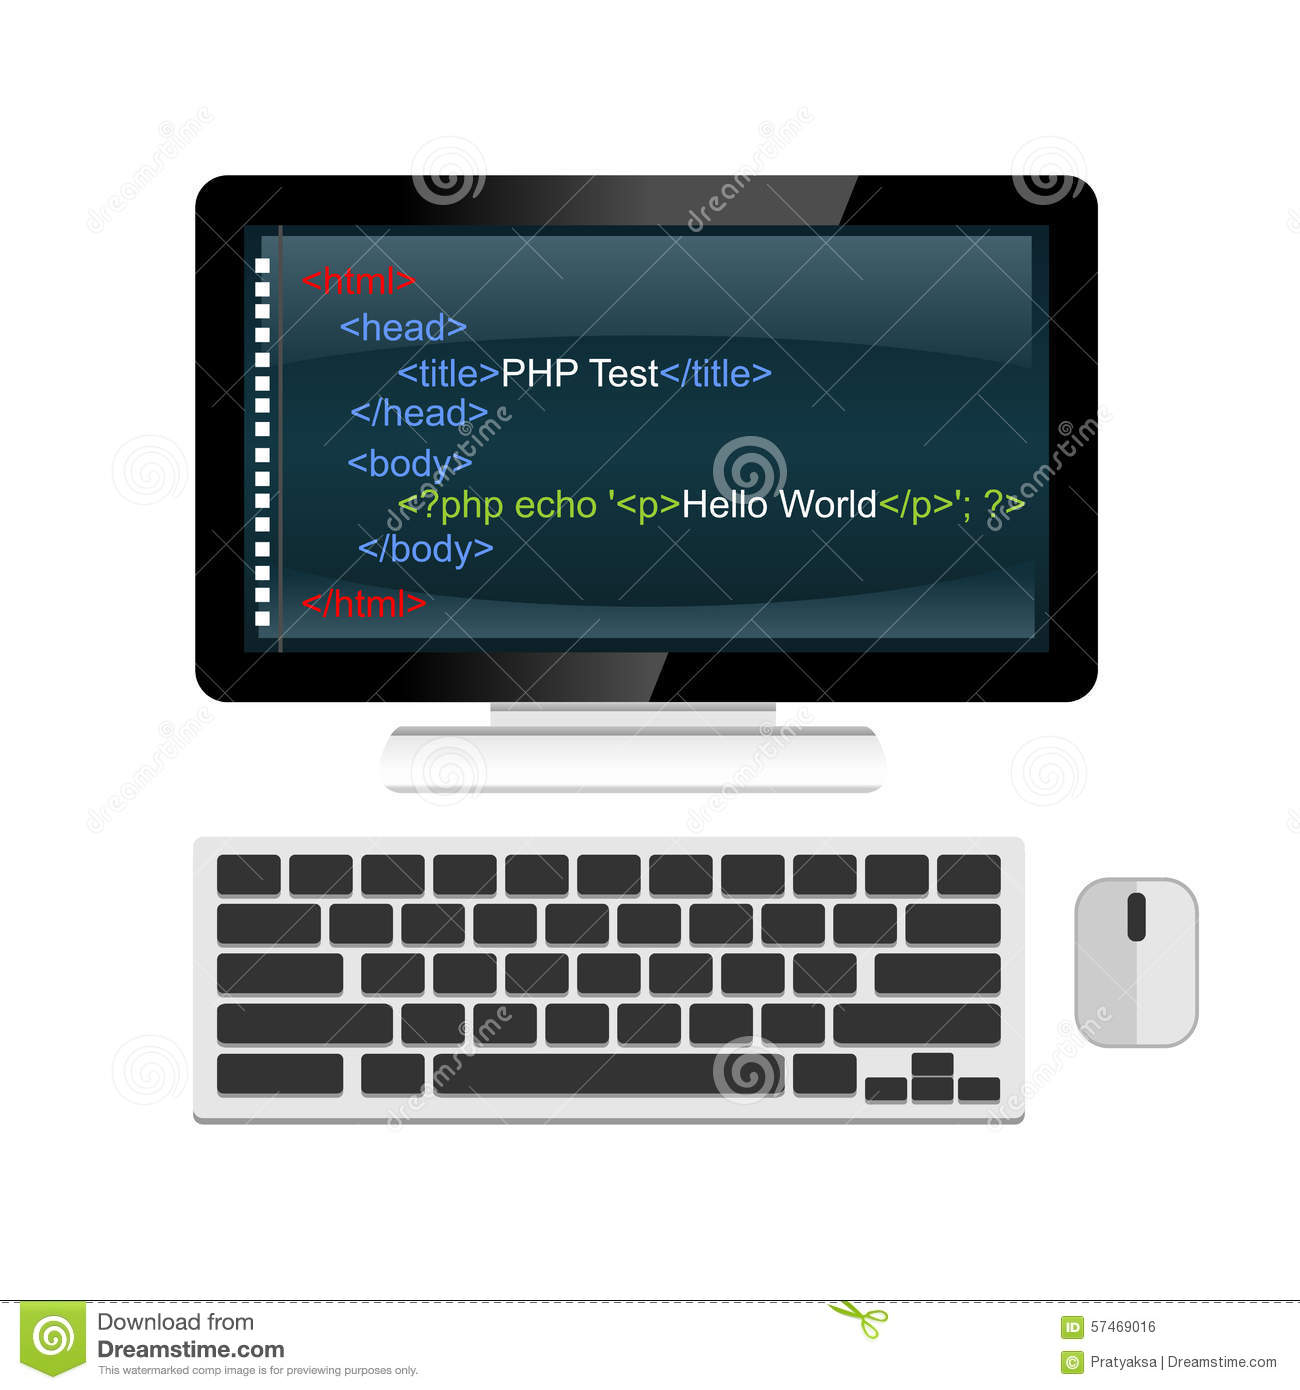 <html>
<head>
<title>PHP Test</title>
</head>
<body>
<?php echo '<p>Hello World</p>'; ?>
</body>
</html>
Download from
Dreamstime.com
This watermarked comp image is for previewing purposes only.
ID 57469016
© Pratyaksa | Dreamstime.com